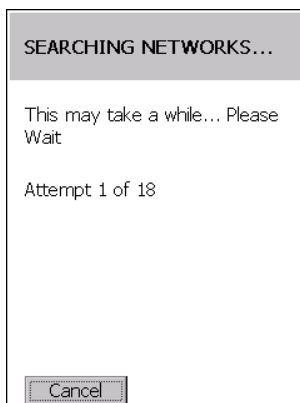 SEARCHING NETWORKS...
This may take a while... Please
Wait
Attempt 1 of 18
Cancel